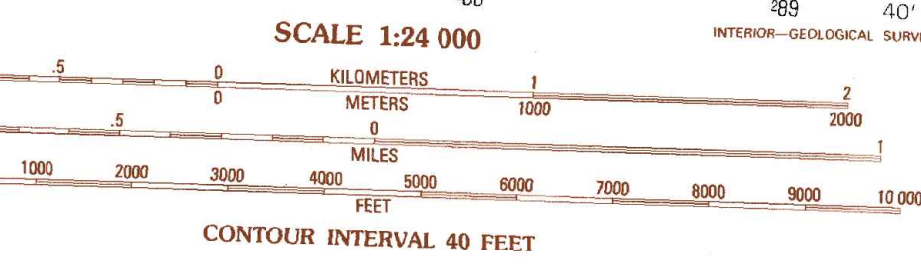 289 40'
SCALE 1:24 000
INTERIOR—GEOLOGICAL
.5 0 KILOMETERS 1 2
0 METERS 1000 2000
.5 0 1
MILES
1000 2000 3000 4000 5000 6000 7000 8000 9000 10 000
FEET
CONTOUR INTERVAL 40 FEET